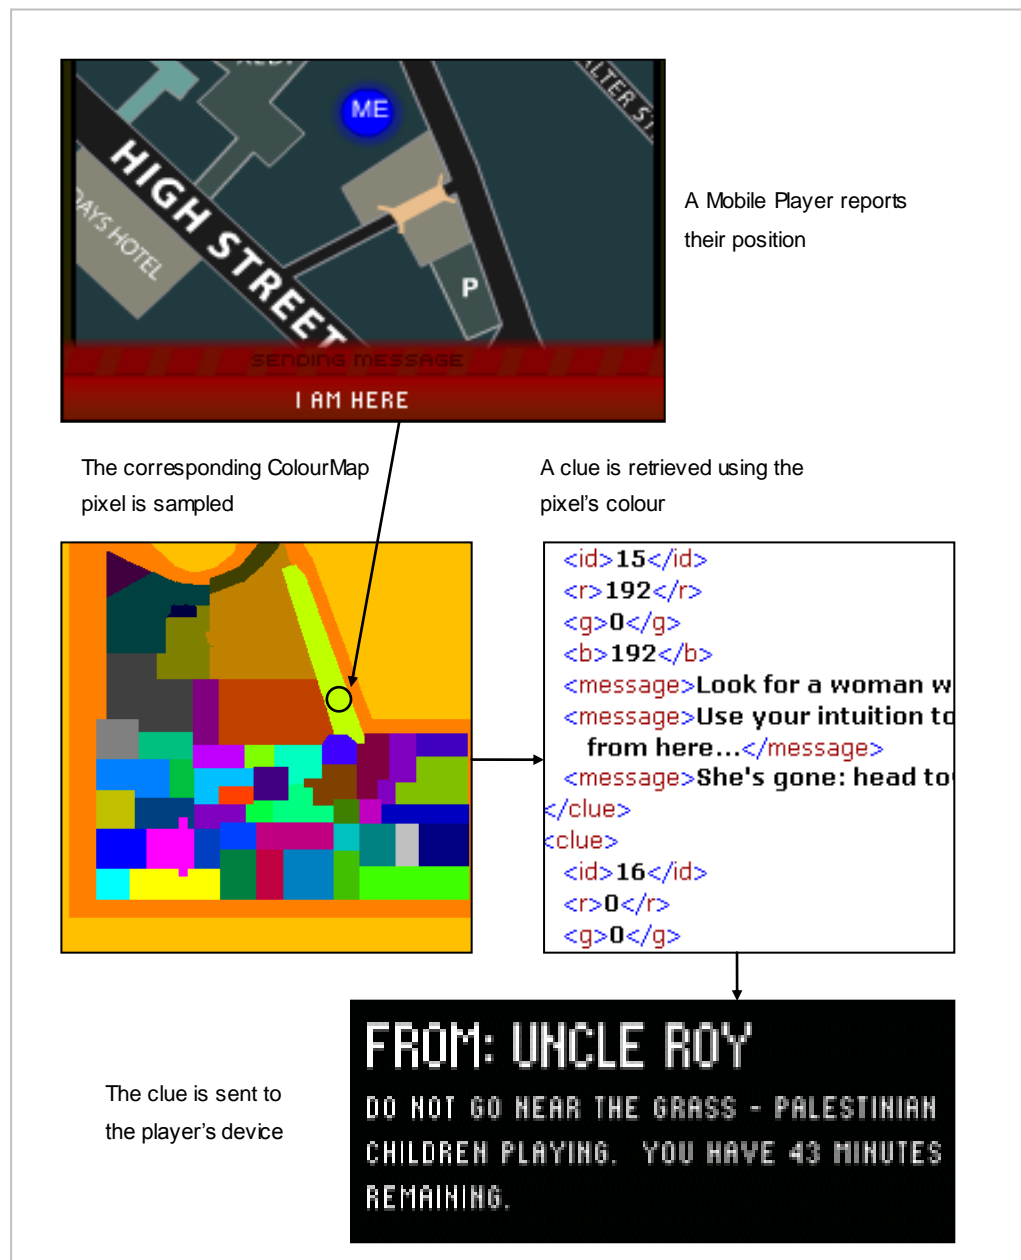 ME
HIGH STREET
DAYS HOTEL
P
SENDING MESSAGE
I AM HERE
A Mobile Player reports
their position
The corresponding ColourMap
pixel is sampled
A clue is retrieved using the
pixel's colour
<id>15</id>
<r>192</r>
<g>0</g>
<b>192</b>
<message>Look for a woman w
<message>Use your intuition to
from here...</message>
<message>She's gone: head to
</clue>
<clue>
<id>16</id>
<r>0</r>
<g>0</g>
The clue is sent to
the player's device
FROM: UNCLE ROY
DO NOT GO NEAR THE GRASS - PALESTINIAN
CHILDREN PLAYING. YOU HAVE 43 MINUTES
REMAINING.